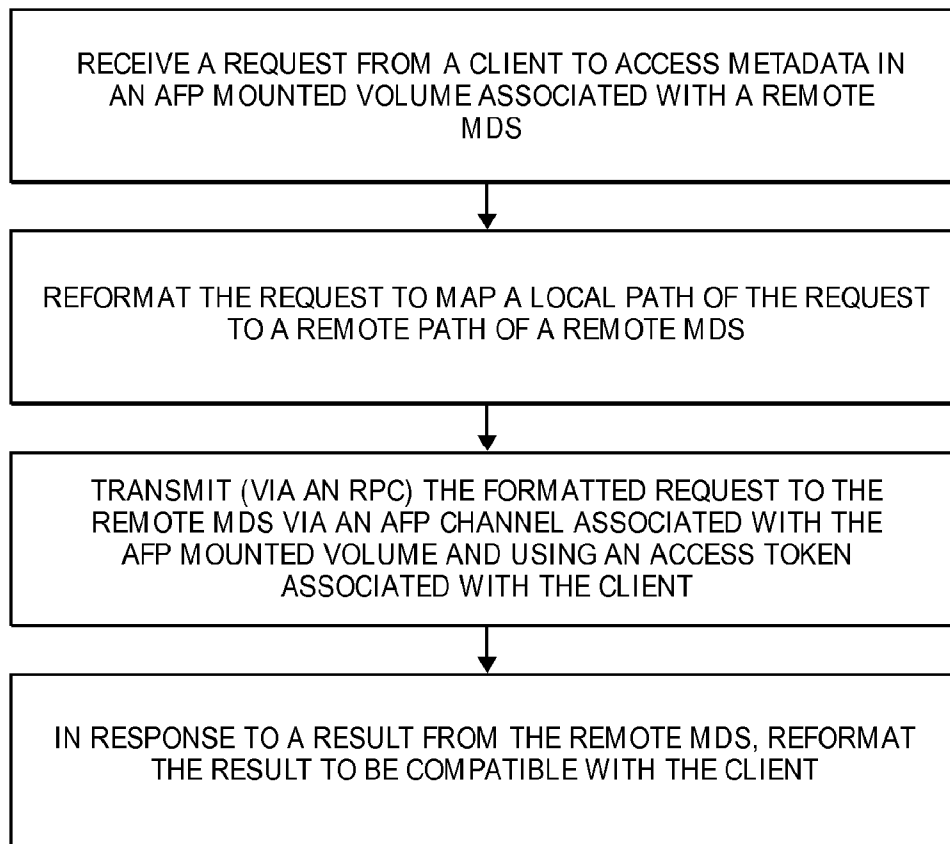 RECEIVE A REQUEST FROM A CLIENT TO ACCESS METADATA IN
AN AFP MOUNTED VOLUME ASSOCIATED WITH A REMOTE
MDS
REFORMAT THE REQUEST TO MAP A LOCAL PATH OF THE REQUEST
TO A REMOTE PATH OF A REMOTE MDS
TRANSMIT (VIA AN RPC) THE FORMATTED REQUEST TO THE
REMOTE MDS VIA AN AFP CHANNEL ASSOCIATED WITH THE
AFP MOUNTED VOLUME AND USING AN ACCESS TOKEN
ASSOCIATED WITH THE CLIENT
IN RESPONSE TO A RESULT FROM THE REMOTE MDS, REFORMAT
THE RESULT TO BE COMPATIBLE WITH THE CLIENT